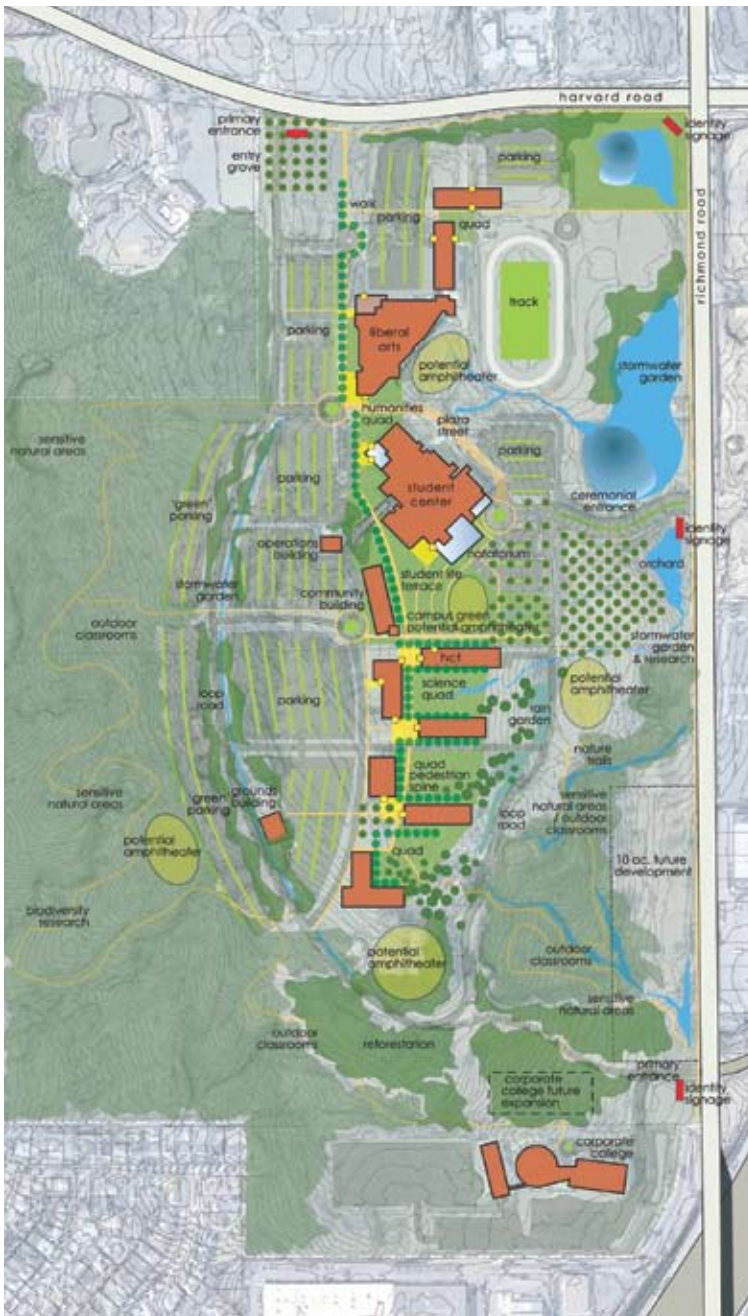 harvard road
primary
entrance
identity
signage
entry
grove
parking
walk
parking
quad
richmond road
track
parking
liberal
arts
potential
amphitheater
stormwater
garden
humanities
quad
plaza
street
sensitive
natural areas
parking
parking
'green'
parking
student
center
ceremonial
entrance
identity
signage
operations
building
natatorium
orchard
stormwater
garden
student life
terrace
community
building
campus green
potential amphitheater
outdoor
classrooms
stormwater
garden
& research
hct
science
quad
potential
amphitheater
loop
road
parking
rain
garden
nature
trails
quad
pedestrian
spine
sensitive
natural areas
green
parking
grounds
building
loop
road
sensitive
natural areas
/ outdoor
classrooms
potential
amphitheater
quad
10 ac. future
development
biodiversity
research
potential
amphitheater
outdoor
classrooms
sensitive
natural areas
outdoor
classrooms
reforestation
primary
entrance
corporate
college future
expansion
identity
signage
corporate
college